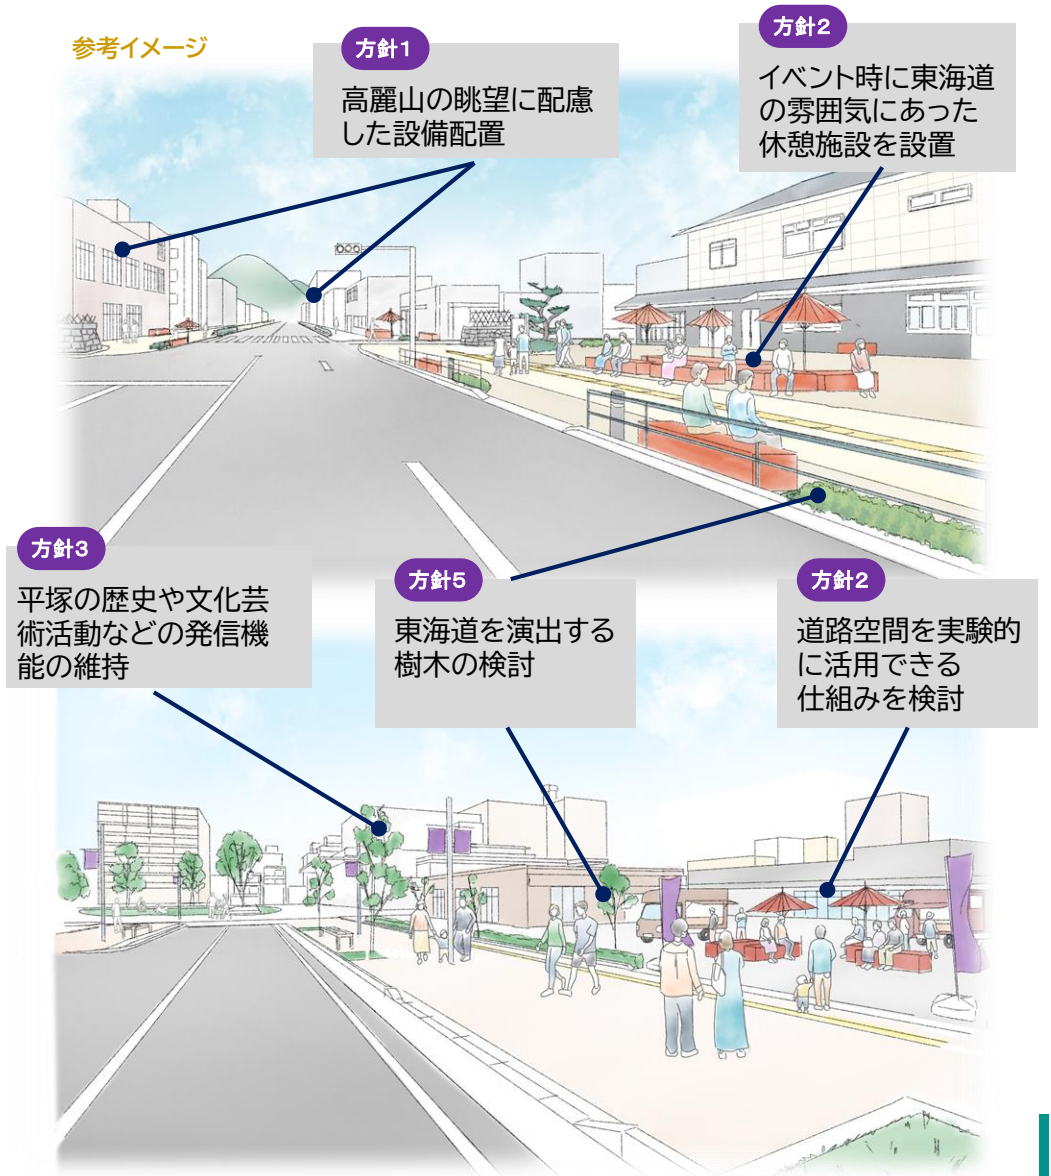 参考イメージ
方針1
高麗山の眺望に配慮
した設備配置
方針2
イベント時に東海道
の雰囲気にあった
休憩施設を設置
方針3
平塚の歴史や文化芸
術活動などの発信機
能の維持
方針5
東海道を演出する
樹木の検討
方針2
道路空間を実験的
に活用できる
仕組みを検討